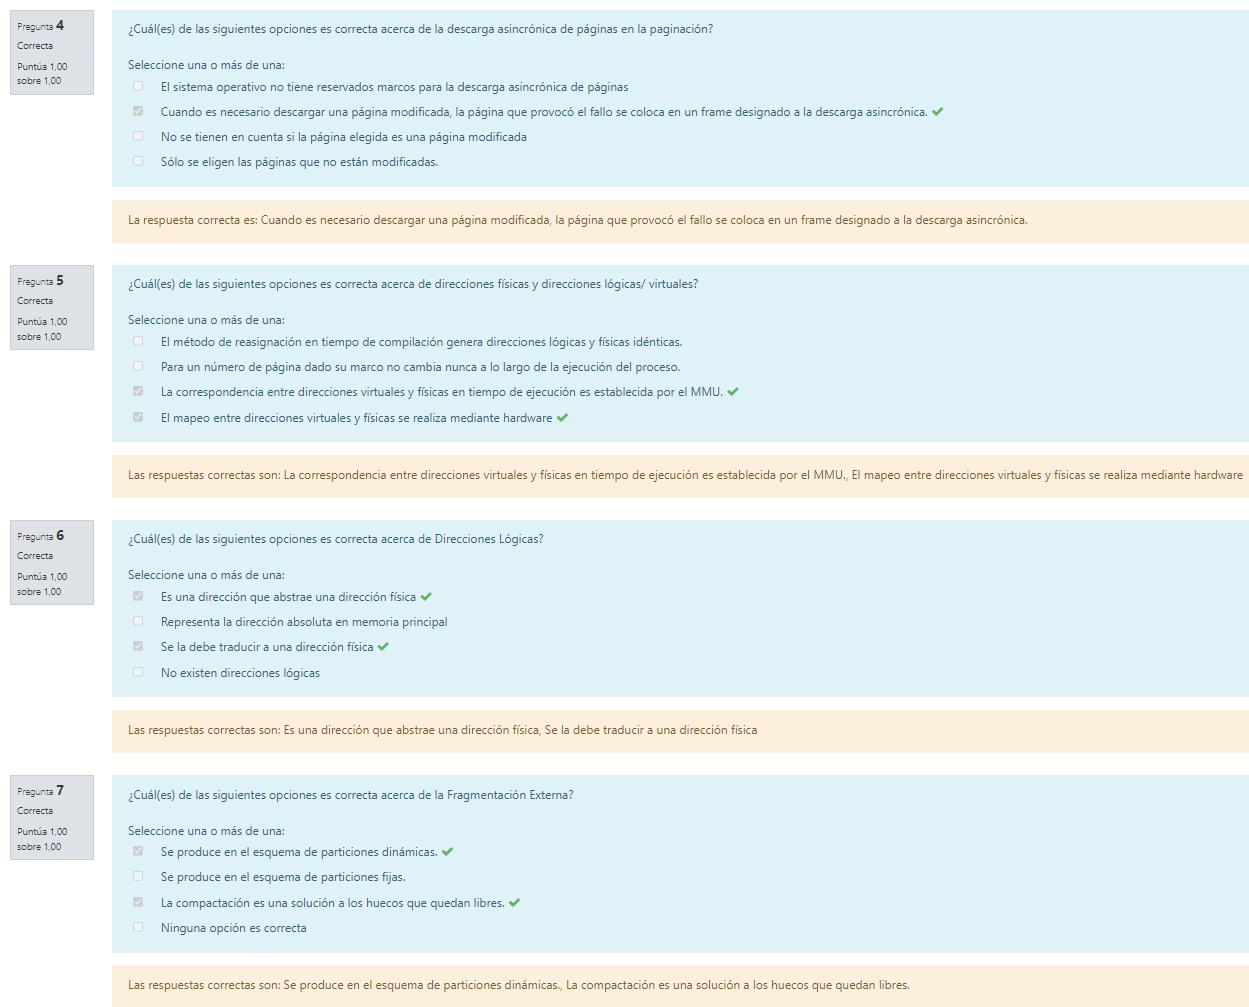 Pregunta 4
Correcta
Puntúa 1,00
sobre 1,00
¿Cuál(es) de las siguientes opciones es correcta acerca de la descarga asincrónica de páginas en la paginación?
Seleccione una o más de una:
El sistema operativo no tiene reservados marcos para la descarga asincrónica de páginas
Cuando es necesario descargar una página modificada, la página que provocó el fallo se coloca en un frame designado a la descarga asincrónica.
No se tienen en cuenta si la página elegida es una página modificada
Sólo se eligen las páginas que no están modificadas.
La respuesta correcta es: Cuando es necesario descargar una página modificada, la página que provocó el fallo se coloca en un frame designado a la descarga asincrónica.
Pregunta 5
Correcta
Puntúa 1,00
sobre 1,00
¿Cuál(es) de las siguientes opciones es correcta acerca de direcciones físicas y direcciones lógicas/ virtuales?
Seleccione una o más de una:
El método de reasignación en tiempo de compilación genera direcciones lógicas y físicas idénticas.
Para un número de página dado su marco no cambia nunca a lo largo de la ejecución del proceso.
La correspondencia entre direcciones virtuales y físicas en tiempo de ejecución es establecida por el MMU.
El mapeo entre direcciones virtuales y físicas se realiza mediante hardware
Las respuestas correctas son: La correspondencia entre direcciones virtuales y físicas en tiempo de ejecución es establecida por el MMU., El mapeo entre direcciones virtuales y físicas se realiza mediante hardware
Pregunta 6
Correcta
Puntúa 1,00
sobre 1,00
¿Cuál(es) de las siguientes opciones es correcta acerca de Direcciones Lógicas?
Seleccione una o más de una:
Es una dirección que abstrae una dirección física
Representa la dirección absoluta en memoria principal
Se la debe traducir a una dirección física
No existen direcciones lógicas
Las respuestas correctas son: Es una dirección que abstrae una dirección física, Se la debe traducir a una dirección física
Pregunta 7
Correcta
Puntúa 1,00
sobre 1,00
¿Cuál(es) de las siguientes opciones es correcta acerca de la Fragmentación Externa?
Seleccione una o más de una:
Se produce en el esquema de particiones dinámicas.
Se produce en el esquema de particiones fijas.
La compactación es una solución a los huecos que quedan libres.
Ninguna opción es correcta
Las respuestas correctas son: Se produce en el esquema de particiones dinámicas., La compactación es una solución a los huecos que quedan libres.